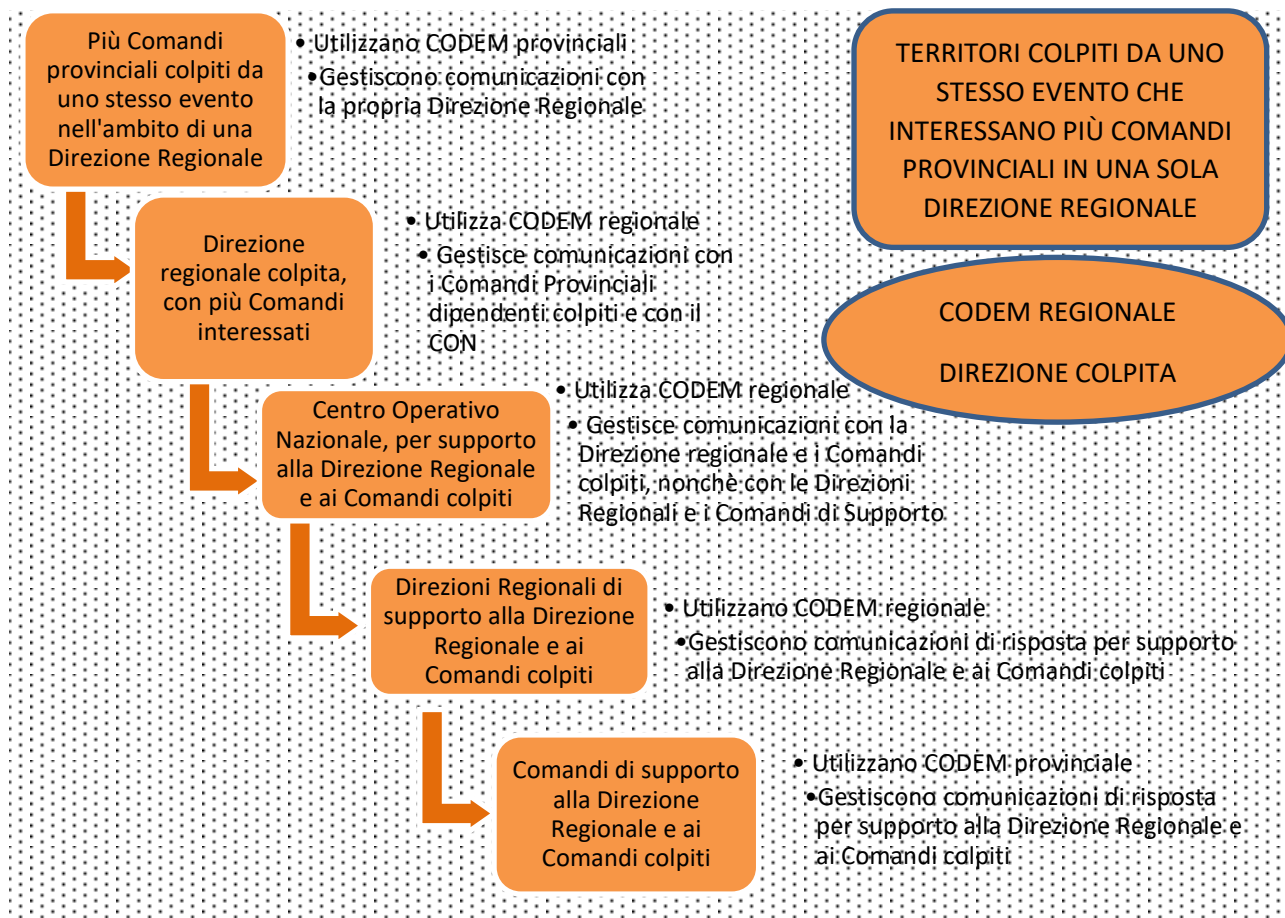 Più Comandi
provinciali colpiti da
uno stesso evento
nell'ambito di una
Direzione Regionale
• Utilizzano CODEM provinciali
•Gestiscono comunicazioni con
la propria Direzione Regionale
TERRITORI COLPITI DA UNO
STESSO EVENTO CHE
INTERESSANO PIÙ COMANDI
PROVINCIALI IN UNA SOLA
DIREZIONE REGIONALE
Direzione
regionale colpita,
con più Comandi
interessati
• Utilizza CODEM regionale
• Gestisce comunicazioni con
i Comandi Provinciali
dipendenti colpiti e con il
CON
CODEM REGIONALE
DIREZIONE COLPITA
Centro Operativo
Nazionale, per supporto
alla Direzione Regionale
e ai Comandi colpiti
• Utilizza CODEM regionale
• Gestisce comunicazioni con la
Direzione regionale e i Comandi
colpiti, nonchè con le Direzioni
Regionali e i Comandi di Supporto
Direzioni Regionali di
supporto alla Direzione
Regionale e ai
Comandi colpiti
• Utilizzano CODEM regionale
•Gestiscono comunicazioni di risposta per supporto
alla Direzione Regionale e ai Comandi colpiti
Comandi di supporto
alla Direzione
Regionale e ai
Comandi colpiti
• Utilizzano CODEM provinciale
•Gestiscono comunicazioni di risposta
per supporto alla Direzione Regionale e
ai Comandi colpiti